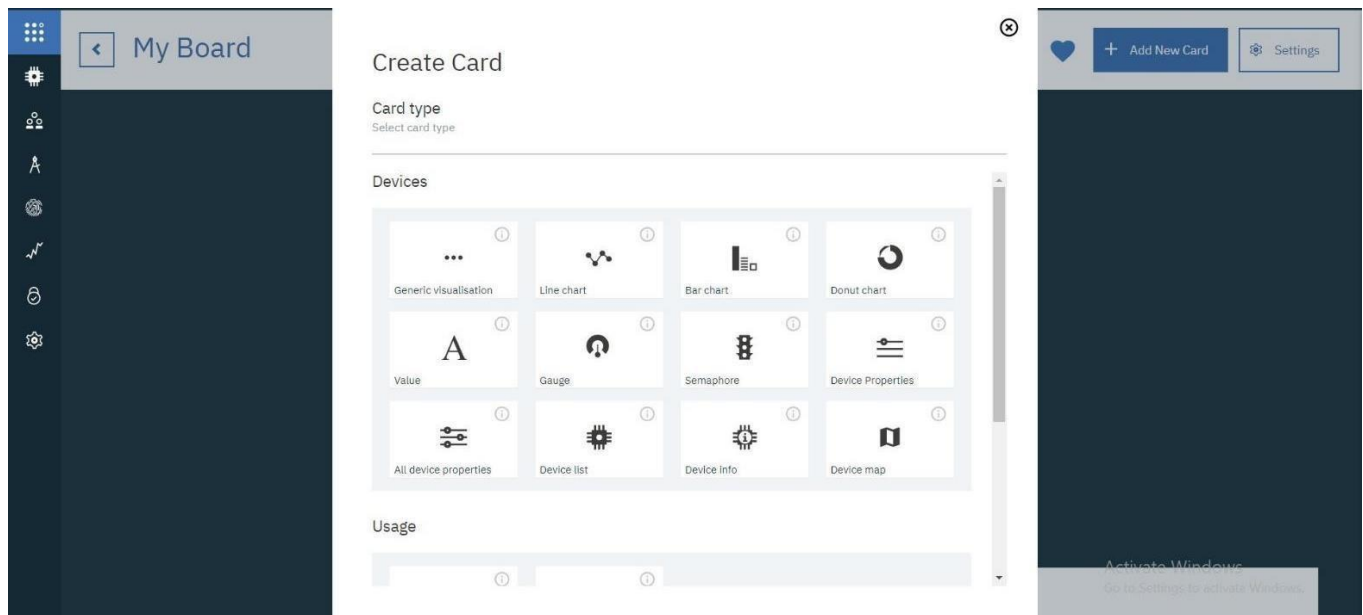 My Board
+ Add New Card
Settings
Create Card
Card type
Select card type
Devices
Generic visualisation
Line chart
Bar chart
Donut chart
A
Value
Gauge
Semaphore
Device Properties
All device properties
Device list
Device info
Device map
Usage
Activate Windows
Go to Settings to activate Windows.